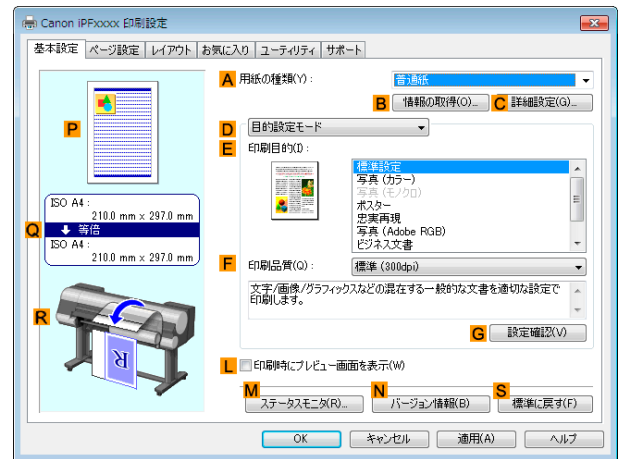 Canon iPFxxxx 印刷設定
基本設定 ページ設定 レイアウト お気に入り ユーティリティ サポート
A 用紙の種類(Y) : 普通紙
B 情報の取得(O)... C 詳細設定(G)...
P
D 目的設定モード
E 印刷目的(I) :
標準設定
写真 (カラー)
写真 (モノクロ)
ポスター
忠実再現
写真 (Adobe RGB)
ビジネス文書
ISO A4 :
210.0 mm x 297.0 mm
Q 等倍
ISO A4 :
210.0 mm x 297.0 mm
F 印刷品質(Q) : 標準 (300dpi)
文字/画像/グラフィックスなどの混在する一般的な文書を適切な設定で
印刷します。
R
R
G 設定確認(V)
L 印刷時にプレビュー画面を表示(W)
M ステータスモニタ(R)... N バージョン情報(B) S 標準に戻す(F)
OK キャンセル 適用(A) ヘルプ